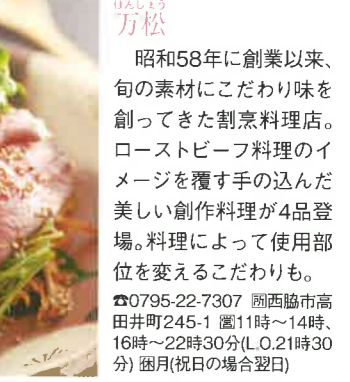 ばんしょう
万松
昭和58年に創業以来、
旬の素材にこだわり味を
創ってきた割烹料理店。
ローストビーフ料理のイ
メージを覆す手の込んだ
美しい創作料理が4品登
場。料理によって使用部
位を変えるこだわりも。
☎0795-22-7307 所西脇市高
田井町245-1 営11時~14時、
16時~22時30分(L.O.21時30
分) 休月(祝日の場合翌日)